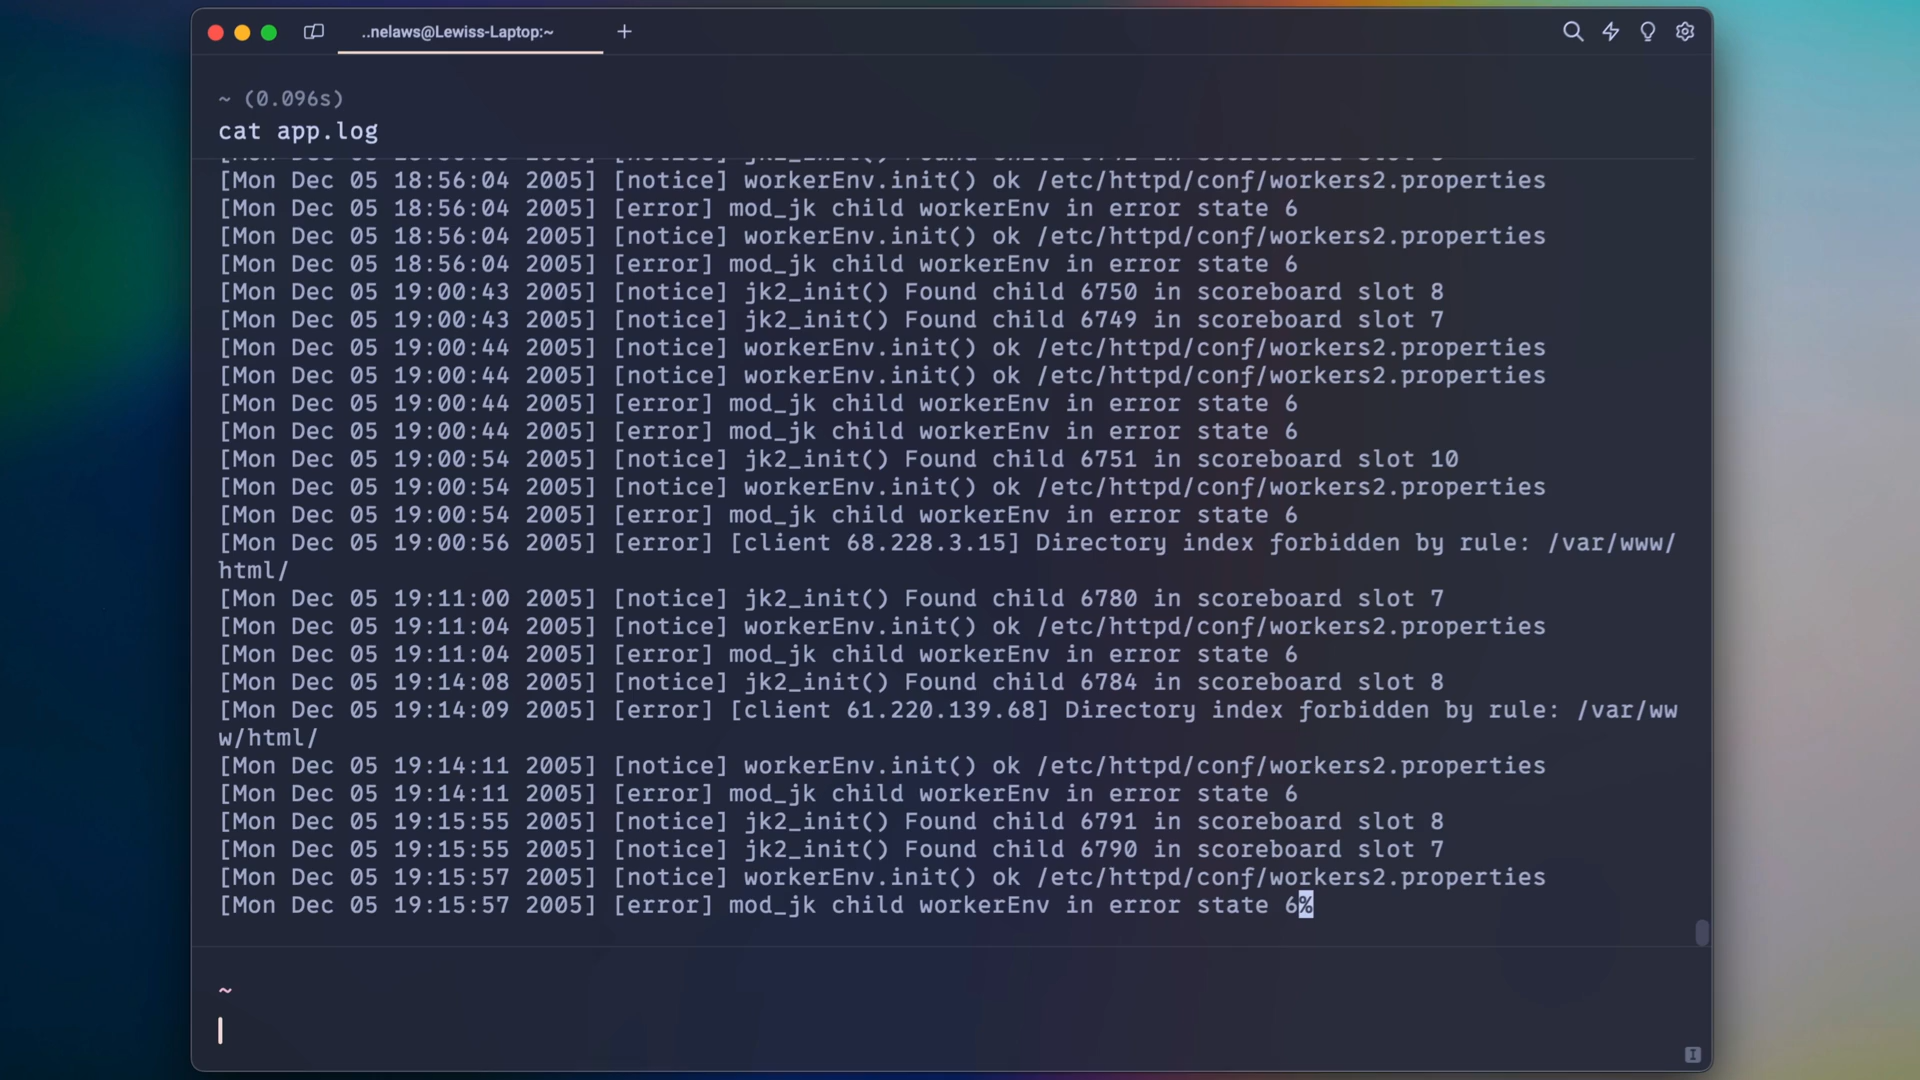 ..nelaws@Lewiss-Laptop:~
~ (0.096s)
cat app.log
[Mon Dec 05 18:56:04 2005] [notice] workerEnv.init() ok /etc/httpd/conf/workers2.properties
[Mon Dec 05 18:56:04 2005] [error] mod_jk child workerEnv in error state 6
[Mon Dec 05 18:56:04 2005] [notice] workerEnv.init() ok /etc/httpd/conf/workers2.properties
[Mon Dec 05 18:56:04 2005] [error] mod_jk child workerEnv in error state 6
[Mon Dec 05 19:00:43 2005] [notice] jk2_init() Found child 6750 in scoreboard slot 8
[Mon Dec 05 19:00:43 2005] [notice] jk2_init() Found child 6749 in scoreboard slot 7
[Mon Dec 05 19:00:44 2005] [notice] workerEnv.init() ok /etc/httpd/conf/workers2.properties
[Mon Dec 05 19:00:44 2005] [notice] workerEnv.init() ok /etc/httpd/conf/workers2.properties
[Mon Dec 05 19:00:44 2005] [error] mod_jk child workerEnv in error state 6
[Mon Dec 05 19:00:44 2005] [error] mod_jk child workerEnv in error state 6
[Mon Dec 05 19:00:54 2005] [notice] jk2_init() Found child 6751 in scoreboard slot 10
[Mon Dec 05 19:00:54 2005] [notice] workerEnv.init() ok /etc/httpd/conf/workers2.properties
[Mon Dec 05 19:00:54 2005] [error] mod_jk child workerEnv in error state 6
[Mon Dec 05 19:00:56 2005] [error] [client 68.228.3.15] Directory index forbidden by rule: /var/www/
html/
[Mon Dec 05 19:11:00 2005] [notice] jk2_init() Found child 6780 in scoreboard slot 7
[Mon Dec 05 19:11:04 2005] [notice] workerEnv.init() ok /etc/httpd/conf/workers2.properties
[Mon Dec 05 19:11:04 2005] [error] mod_jk child workerEnv in error state 6
[Mon Dec 05 19:14:08 2005] [notice] jk2_init() Found child 6784 in scoreboard slot 8
[Mon Dec 05 19:14:09 2005] [error] [client 61.220.139.68] Directory index forbidden by rule: /var/ww
w/html/
[Mon Dec 05 19:14:11 2005] [notice] workerEnv.init() ok /etc/httpd/conf/workers2.properties
[Mon Dec 05 19:14:11 2005] [error] mod_jk child workerEnv in error state 6
[Mon Dec 05 19:15:55 2005] [notice] jk2_init() Found child 6791 in scoreboard slot 8
[Mon Dec 05 19:15:55 2005] [notice] jk2_init() Found child 6790 in scoreboard slot 7
[Mon Dec 05 19:15:57 2005] [notice] workerEnv.init() ok /etc/httpd/conf/workers2.properties
[Mon Dec 05 19:15:57 2005] [error] mod_jk child workerEnv in error state 6%
~